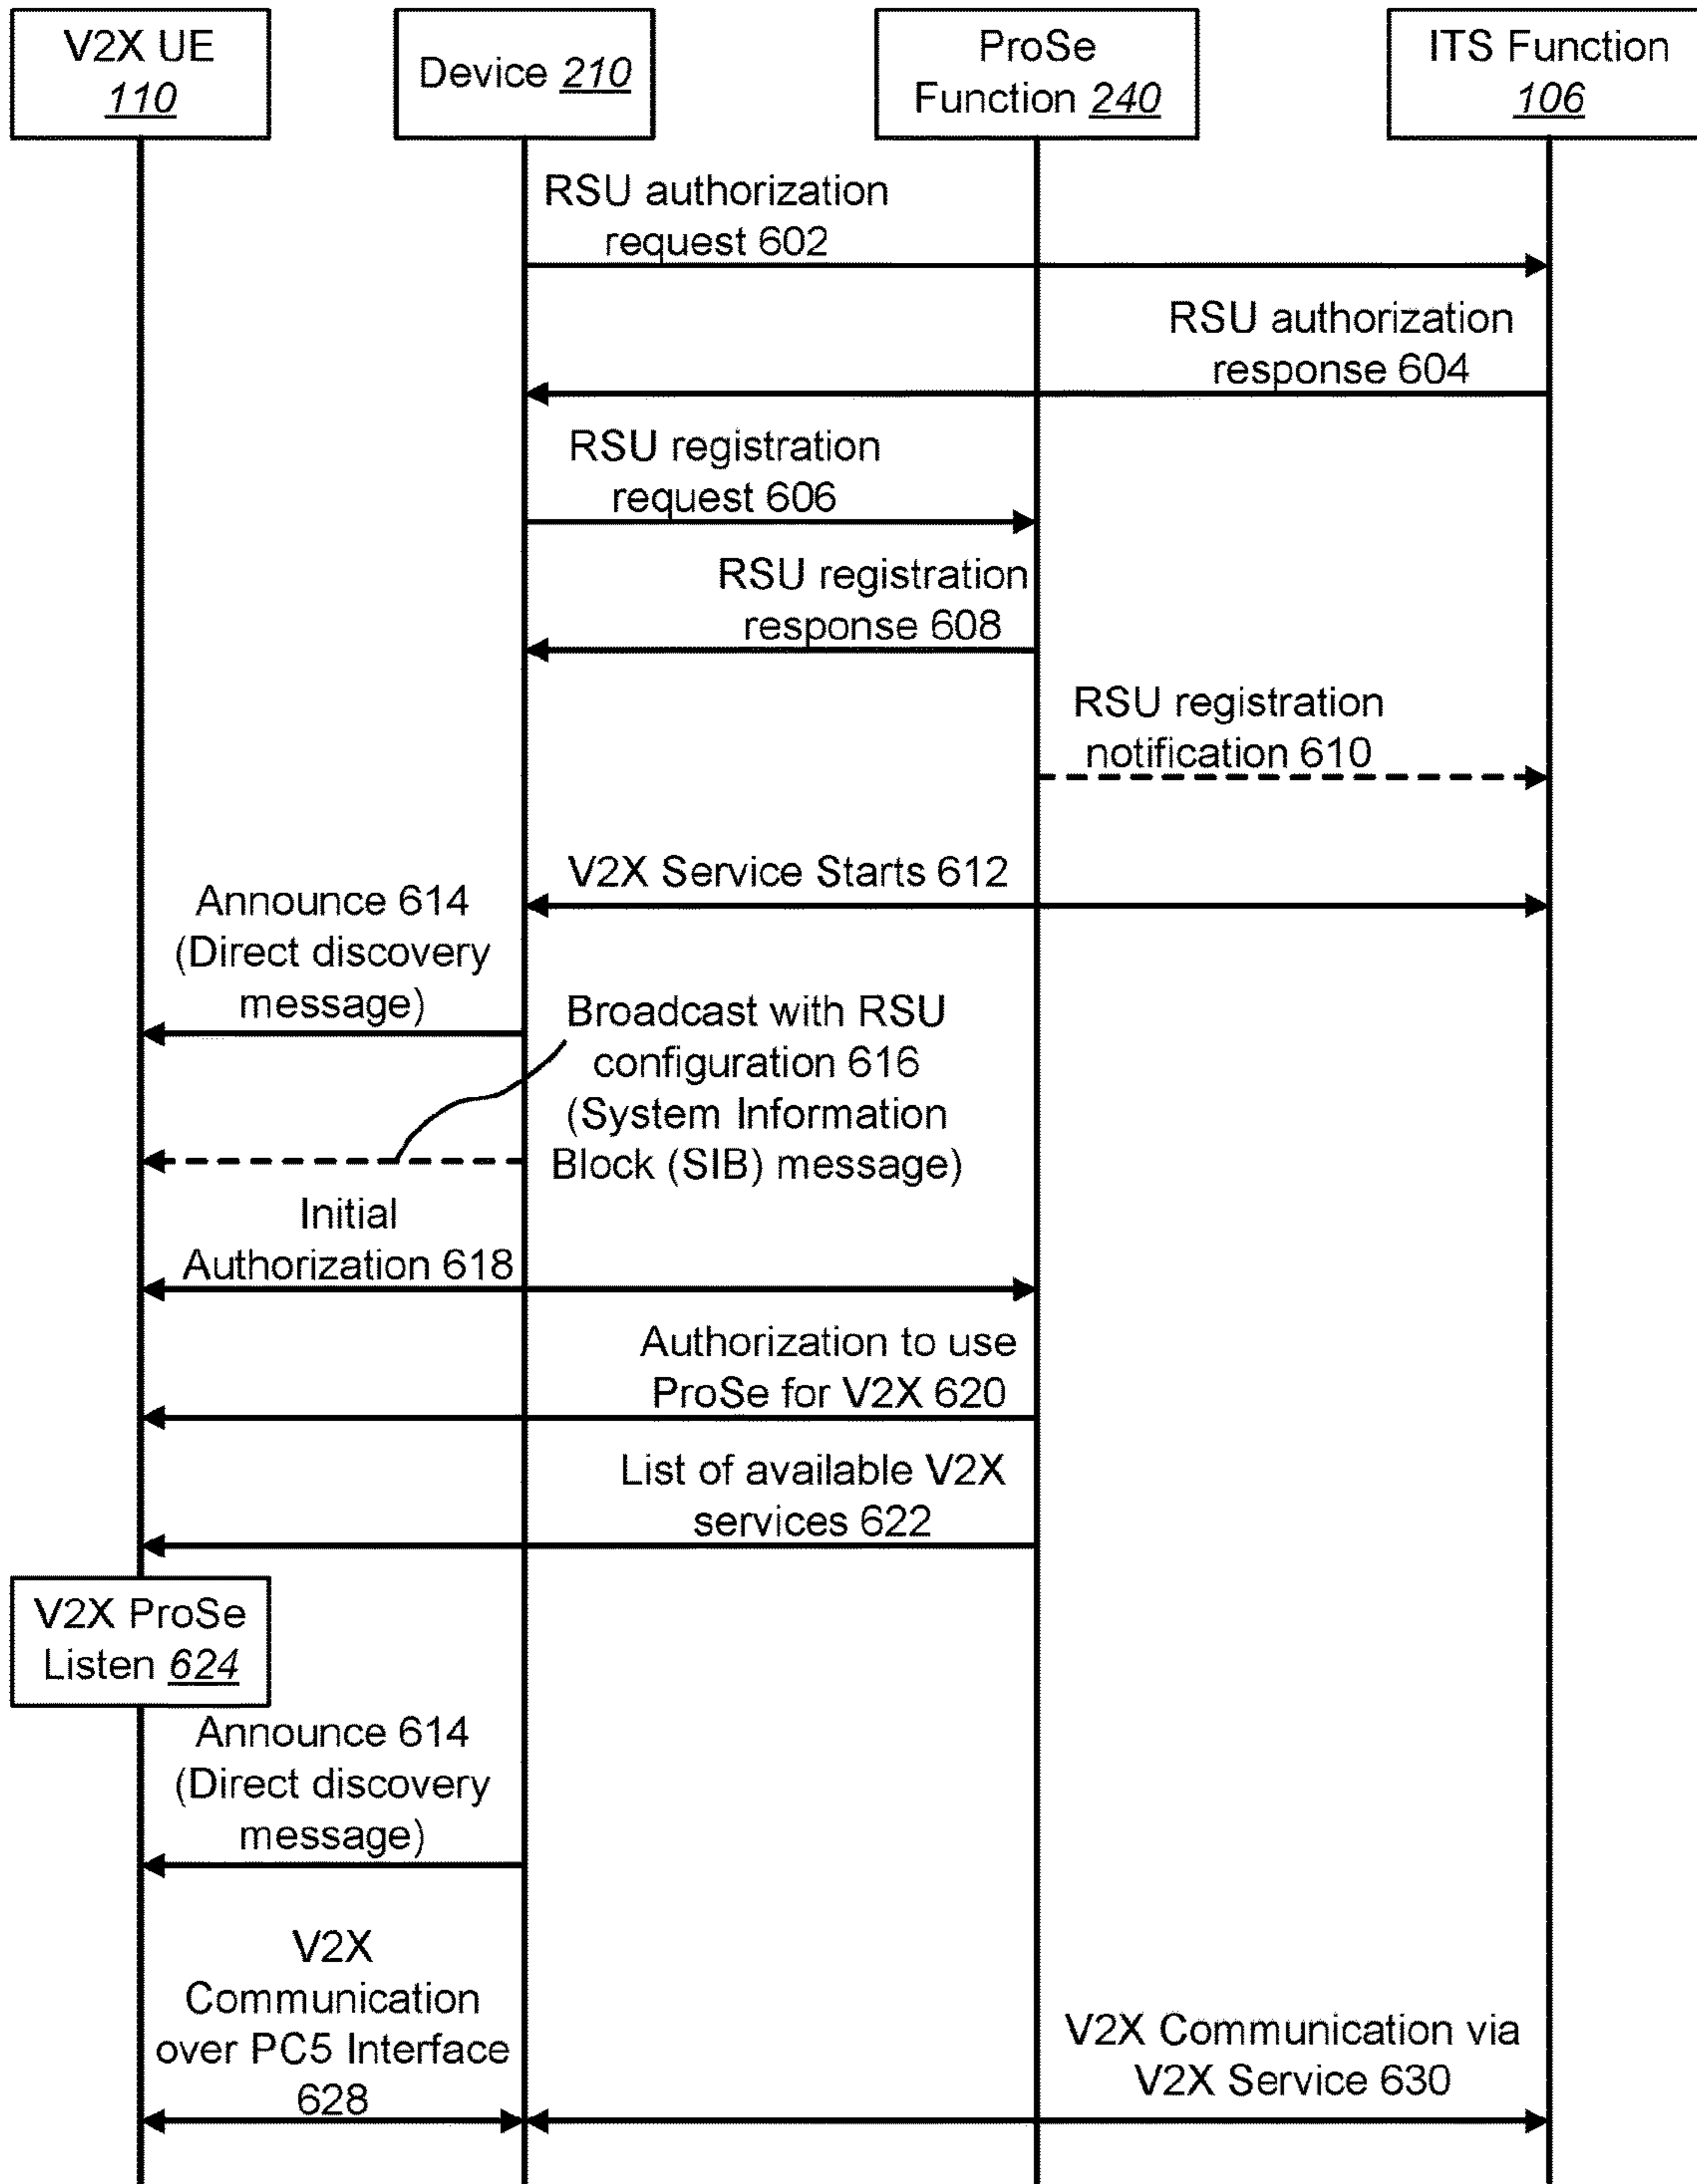 V2X UE
110
Device 210
ProSe
Function 240
ITS Function
106
RSU authorization
request 602
RSU authorization
response 604
RSU registration
request 606
RSU registration
response 608
RSU registration
notification 610
V2X Service Starts 612
Announce 614
(Direct discovery
message)
Broadcast with RSU
configuration 616
(System Information
Block (SIB) message)
Initial
Authorization 618
Authorization to use
ProSe for V2X 620
List of available V2X
services 622
V2X ProSe
Listen 624
Announce 614
(Direct discovery
message)
V2X
Communication
over PC5 Interface
628
V2X Communication via
V2X Service 630